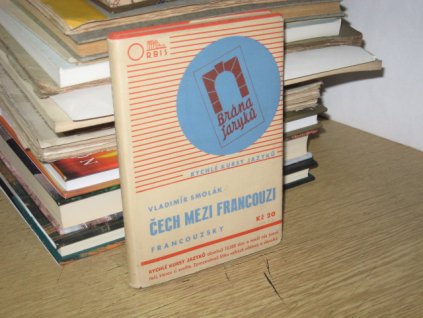 ORBIS
Brána
Jazyků
RYCHLÉ KURSY JAZYKŮ
VLADIMÍR SMOLÁK
ČECH MEZI FRANCOUZI
FRANCOUZSKY
Kč 20
RYCHLÉ KURSY JAZYKŮ